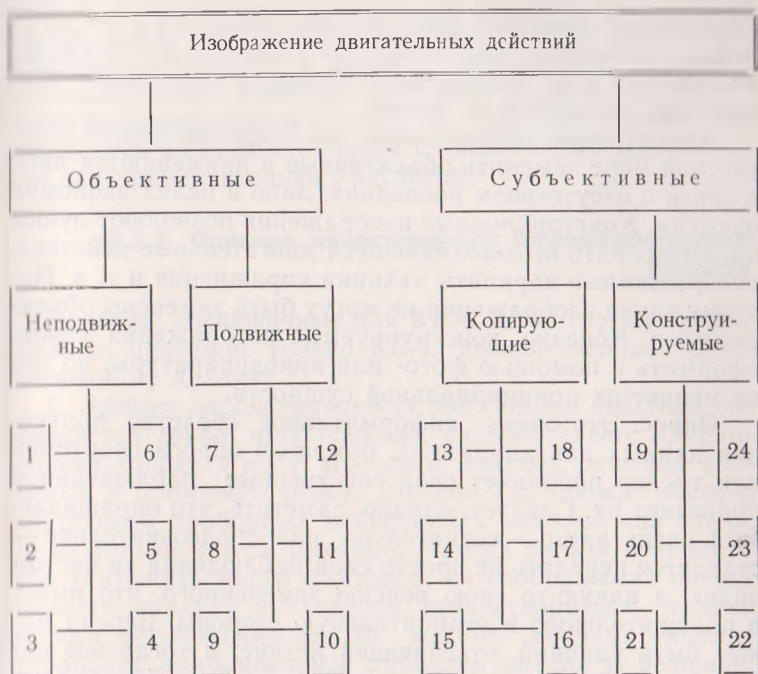 Изображение двигательных действий
Объективные Субъективные
Неподвиж-
ные
Подвижные
Копирую-
щие
Конструи-
руемые
1 6 7 12 13 18 19 24
2 5 8 11 14 17 20 23
3 4 9 10 15 16 21 22